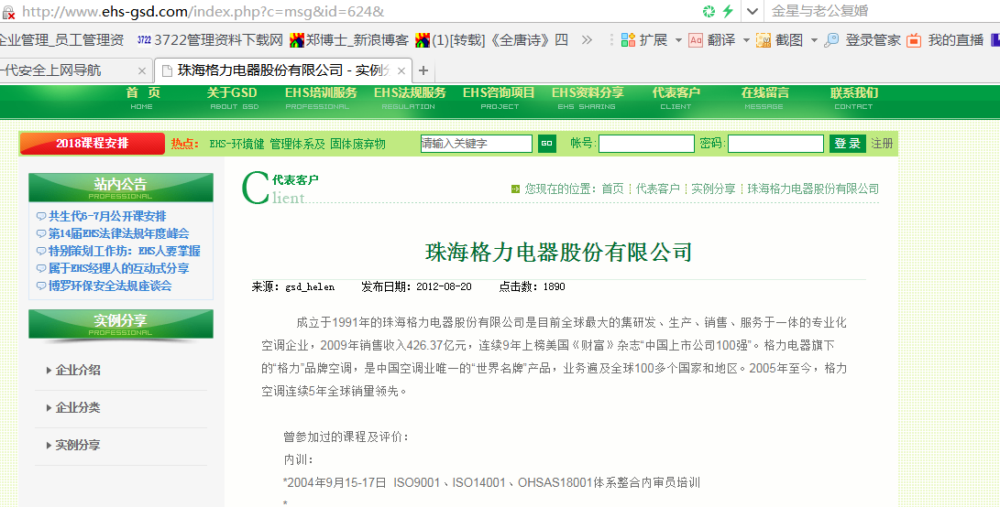 http://www.ehs-gsd.com/index.php?c=msg&id=624&
金星与老公复婚
企业管理_员工管理资
3722 3722管理资料下载网
郑博士_新浪博客
(1)[转载]《全唐诗》四
扩展
翻译
截图
登录管家
我的直播
代安全上网导航
珠海格力电器股份有限公司 - 实例分
首 页
关于GSD
EHS培训服务
EHS法规服务
EHS咨询项目
EHS资料分享
代表客户
在线留言
联系我们
HOME
ABOUT GSD
PROFESSIONAL
REGULATION
PROJECT
EHS SHARING
CLIENT
MESSAGE
CONTACT
2018课程安排
热点: EHS-环境健 管理体系及 固体废弃物
请输入关键字
GO
帐号:
密码:
登 录
注册
站内公告
PROFESSIONAL
共生代6-7月公开课安排
第14届EHS法律法规年度峰会
特别策划工作坊: EHS人要掌握
属于EHS经理人的互动式分享
博罗环保安全法规座谈会
实例分享
PROFESSIONAL
企业介绍
企业分类
实例分享
代表客户
Client
您现在的位置: 首页 ┆ 代表客户 ┆ 实例分享 ┆ 珠海格力电器股份有限公司
珠海格力电器股份有限公司
来源: gsd_helen 发布日期: 2012-08-20 点击数: 1890
成立于1991年的珠海格力电器股份有限公司是目前全球最大的集研发、生产、销售、服务于一体的专业化
空调企业，2009年销售收入426.37亿元，连续9年上榜美国《财富》杂志“中国上市公司100强”。格力电器旗下
的“格力”品牌空调，是中国空调业唯一的“世界名牌”产品，业务遍及全球100多个国家和地区。2005年至今，格力
空调连续5年全球销量领先。
曾参加过的课程及评价:
内训:
*2004年9月15-17日 ISO9001、ISO14001、OHSAS18001体系整合内审员培训
*